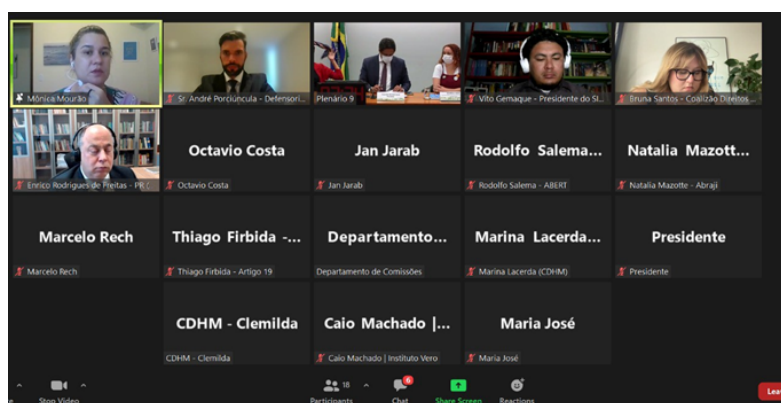 Mônica Mourão
Sr. André Porciúncula - Defensori...
Plenário 9
Vito Gemaque - Presidente do SI...
Bruna Santos - Coalizão Direitos ...
Enrico Rodrigues de Freitas - PR
Octavio Costa
Octavio Costa
Jan Jarab
Jan Jarab
Rodolfo Salema...
Rodolfo Salema - ABERT
Natalia Mazott...
Natalia Mazotte - Abraji
Marcelo Rech
Marcelo Rech
Thiago Firbida -...
Thiago Firbida - Artigo 19
Departamento...
Departamento de Comissões
Marina Lacerda...
Marina Lacerda (CDHM)
Presidente
Presidente
CDHM - Clemilda
CDHM - Clemilda
Caio Machado |...
Caio Machado | Instituto Vero
Maria José
Maria José
Stop Video
18
Participants
6
Chat
Share Screen
Reactions
Lea